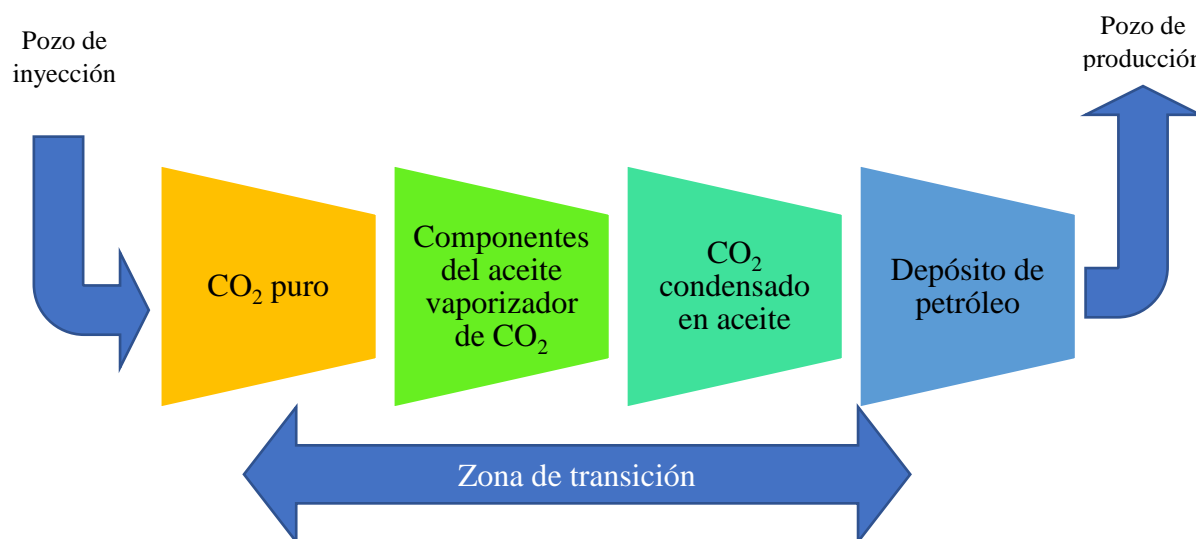 Pozo de
inyección
Pozo de
producción
CO₂ puro
Componentes
del aceite
vaporizador
de CO₂
CO₂
condensado
en aceite
Depósito de
petróleo
Zona de transición